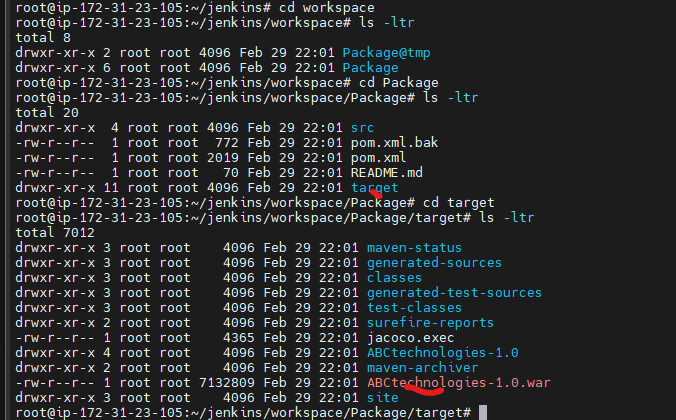 root@ip-172-31-23-105:~/jenkins# cd workspace
root@ip-172-31-23-105:~/jenkins/workspace# ls -ltr
total 8
drwxr-xr-x 2 root root 4096 Feb 29 22:01 Package@tmp
drwxr-xr-x 6 root root 4096 Feb 29 22:01 Package
root@ip-172-31-23-105:~/jenkins/workspace# cd Package
root@ip-172-31-23-105:~/jenkins/workspace/Package# ls -ltr
total 20
drwxr-xr-x  4 root root 4096 Feb 29 22:01 src
-rw-r--r--  1 root root  772 Feb 29 22:01 pom.xml.bak
-rw-r--r--  1 root root 2019 Feb 29 22:01 pom.xml
-rw-r--r--  1 root root   70 Feb 29 22:01 README.md
drwxr-xr-x 11 root root 4096 Feb 29 22:01 target
root@ip-172-31-23-105:~/jenkins/workspace/Package# cd target
root@ip-172-31-23-105:~/jenkins/workspace/Package/target# ls -ltr
total 7012
drwxr-xr-x 3 root root    4096 Feb 29 22:01 maven-status
drwxr-xr-x 3 root root    4096 Feb 29 22:01 generated-sources
drwxr-xr-x 3 root root    4096 Feb 29 22:01 classes
drwxr-xr-x 3 root root    4096 Feb 29 22:01 generated-test-sources
drwxr-xr-x 3 root root    4096 Feb 29 22:01 test-classes
drwxr-xr-x 2 root root    4096 Feb 29 22:01 surefire-reports
-rw-r--r-- 1 root root    4365 Feb 29 22:01 jacoco.exec
drwxr-xr-x 4 root root    4096 Feb 29 22:01 ABCtechnologies-1.0
drwxr-xr-x 2 root root    4096 Feb 29 22:01 maven-archiver
-rw-r--r-- 1 root root 7132809 Feb 29 22:01 ABCtechnologies-1.0.war
drwxr-xr-x 3 root root    4096 Feb 29 22:01 site
root@ip-172-31-23-105:~/jenkins/workspace/Package/target#